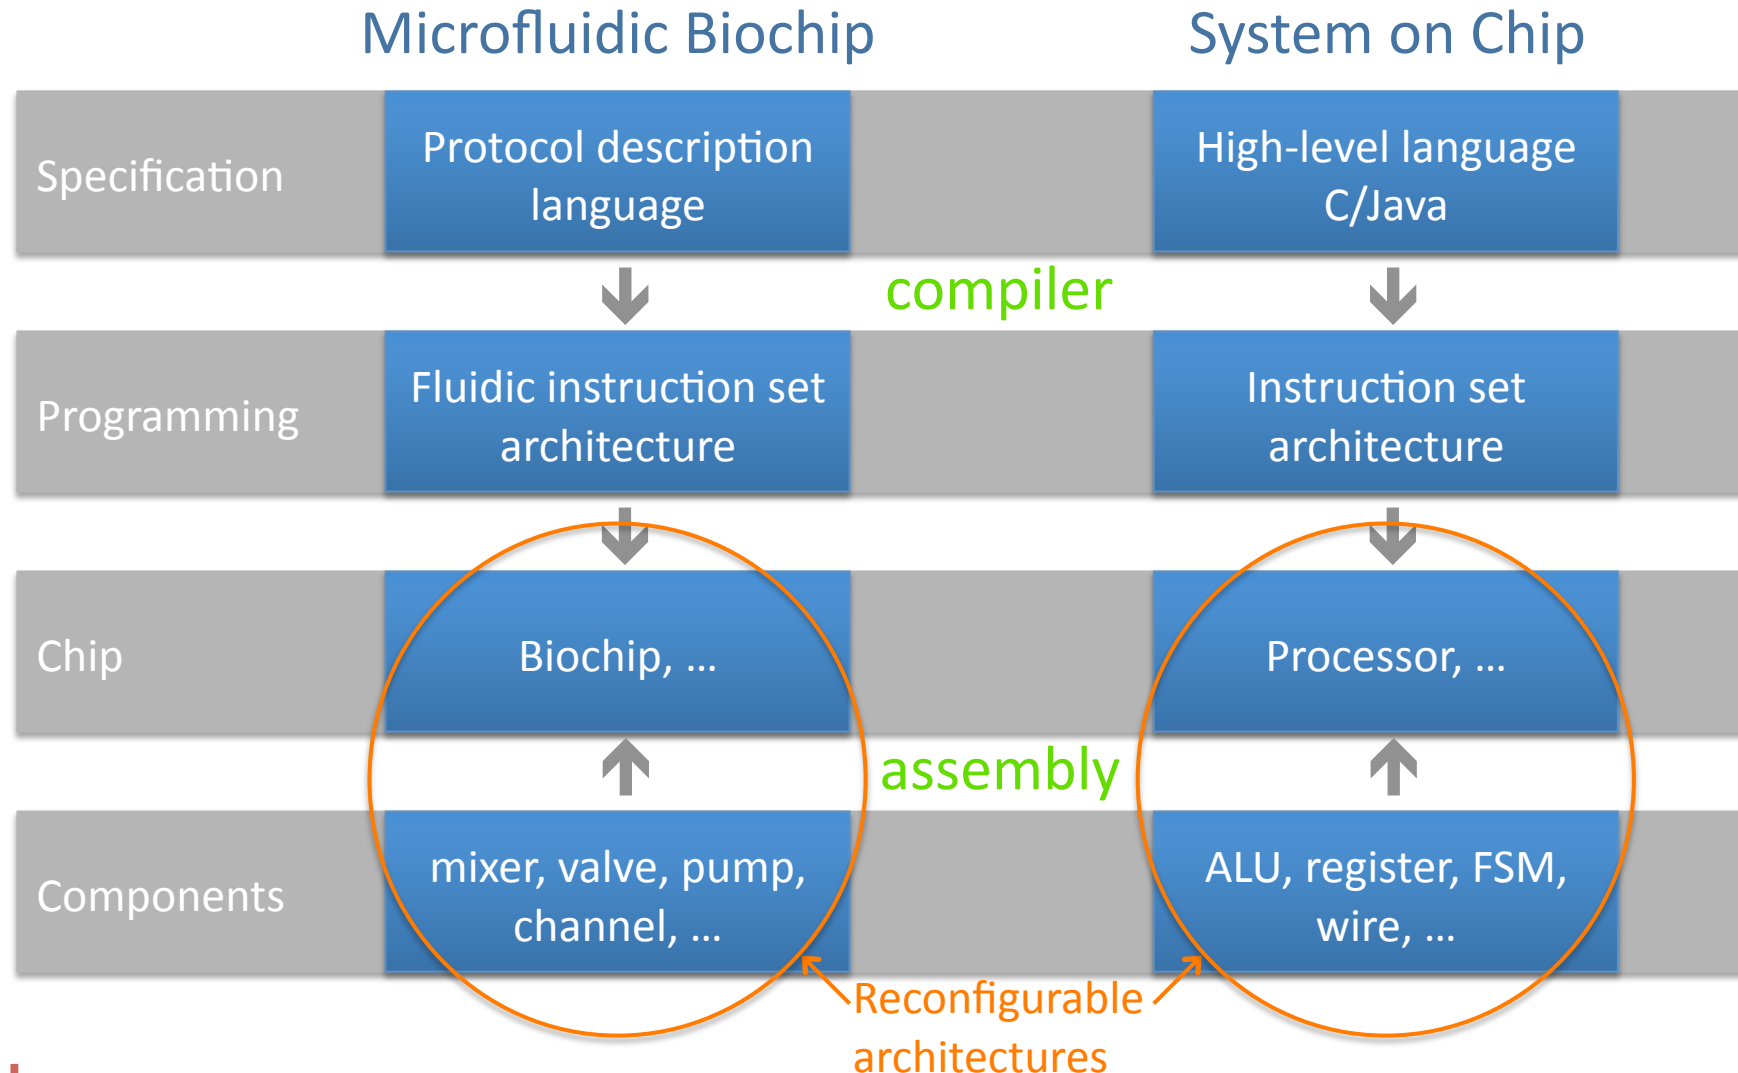 Microfluidic Biochip
System on Chip
Specification
Protocol description
language
High-level language
C/Java
compiler
Programming
Fluidic instruction set
architecture
Instruction set
architecture
Chip
Biochip, ...
Processor, ...
assembly
Components
mixer, valve, pump,
channel, ...
ALU, register, FSM,
wire, ...
Reconfigurable
architectures